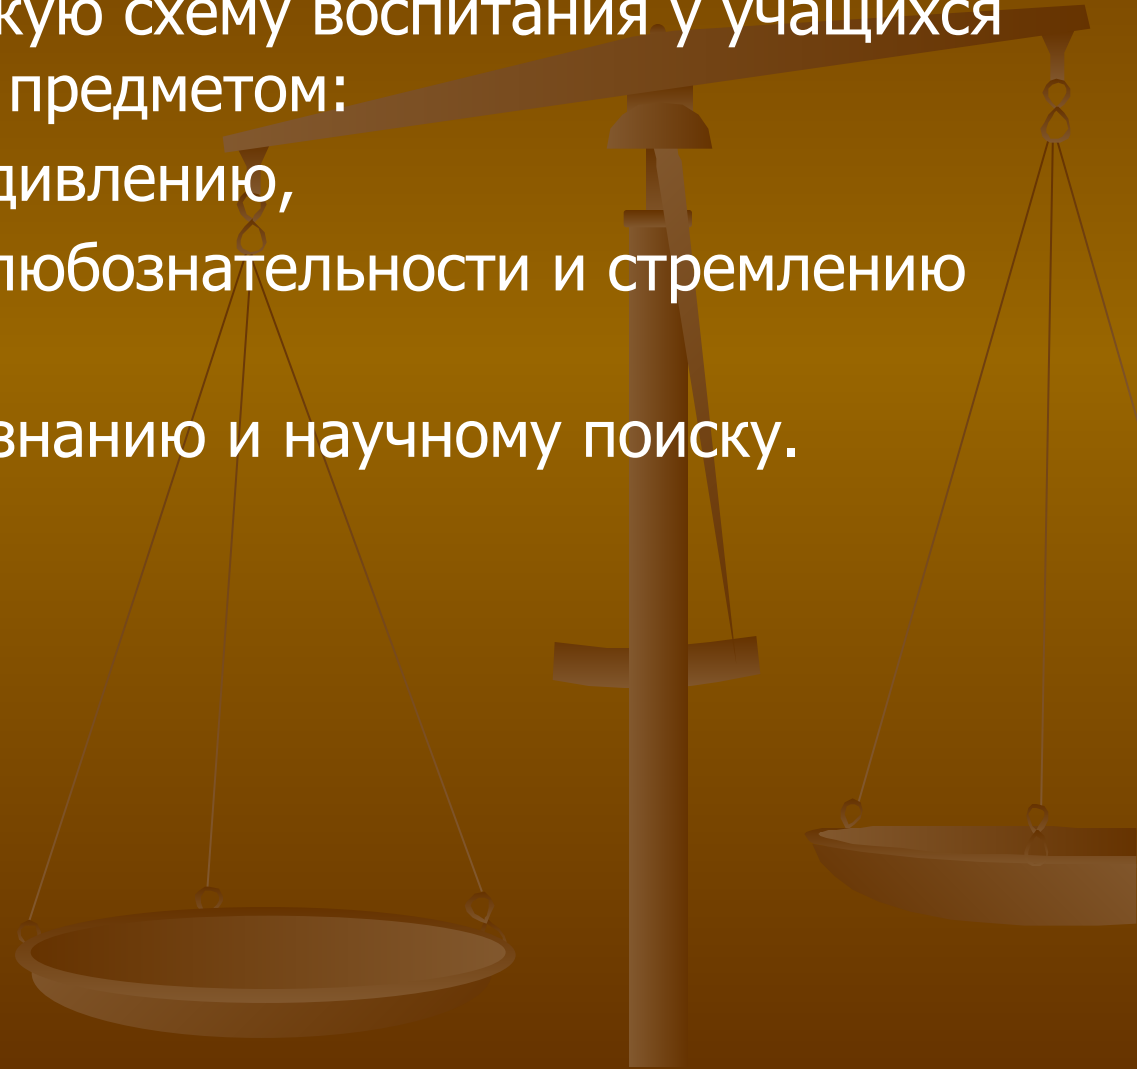 кую схему воспитания у учащихся
предметом:
дивлению,
любознательности и стремлению
знанию и научному поиску.